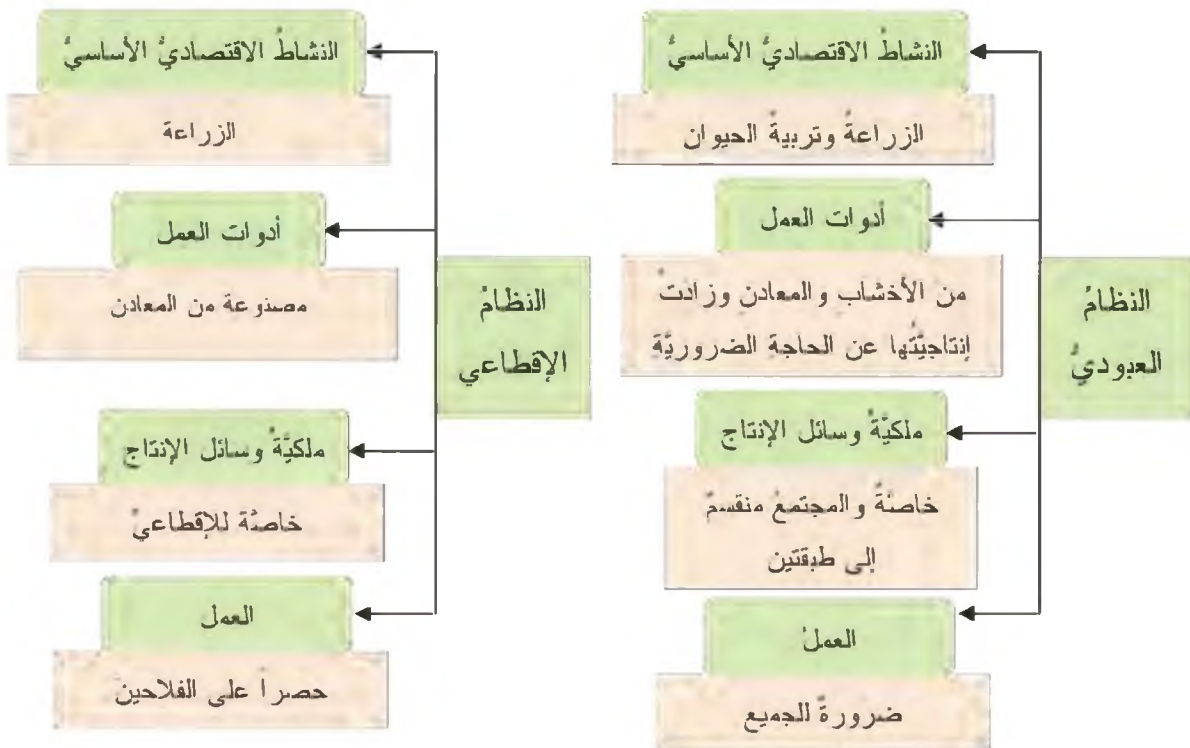 النظامُ
العبوديُّ
النشاطُ الاقتصاديُّ الأساسيُّ
الزراعةُ وتربيةُ الحيوان
أدوات العمل
من الأخشاب والمعادن وزادتْ
إنتاجيَّتُها عن الحاجة الضروريَّة
ملكيَّةُ وسائل الإنتاج
خاصَّةٌ والمجتمعُ منقسمٌ
إلى طبقتين
العملُ
ضرورةٌ للجميع
النظامُ
الإقطاعي
النشاطُ الاقتصاديُّ الأساسيُّ
الزراعة
أدوات العمل
مصنوعة من المعادن
ملكيَّةُ وسائل الإنتاج
خاصَّة للإقطاعيّ
العمل
حصراً على الفلاحين